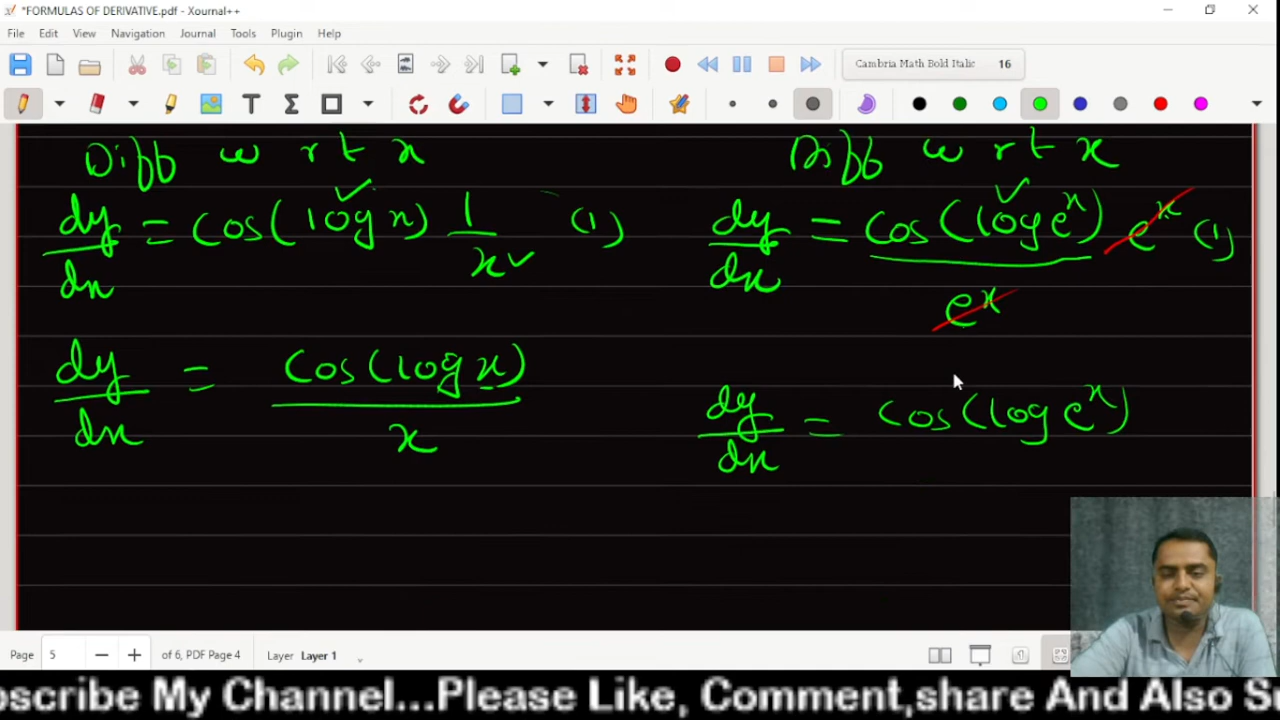 *FORMULAS OF DERIVATIVE.pdf - Xournal++
File Edit View Navigation Journal Tools Plugin Help
Cambria Math Bold Italic 16
Diff w r t x
dy/dx = cos(log x) 1/x (1)
dy/dx = cos(log x)/x
Diff w r t x
dy/dx = cos(log e^x)/e^x e^x (1)
dy/dx = cos(log e^x)
Page 5 of 6, PDF Page 4 Layer Layer 1
bscribe My Channel...Please Like, Comment,share And Also Su